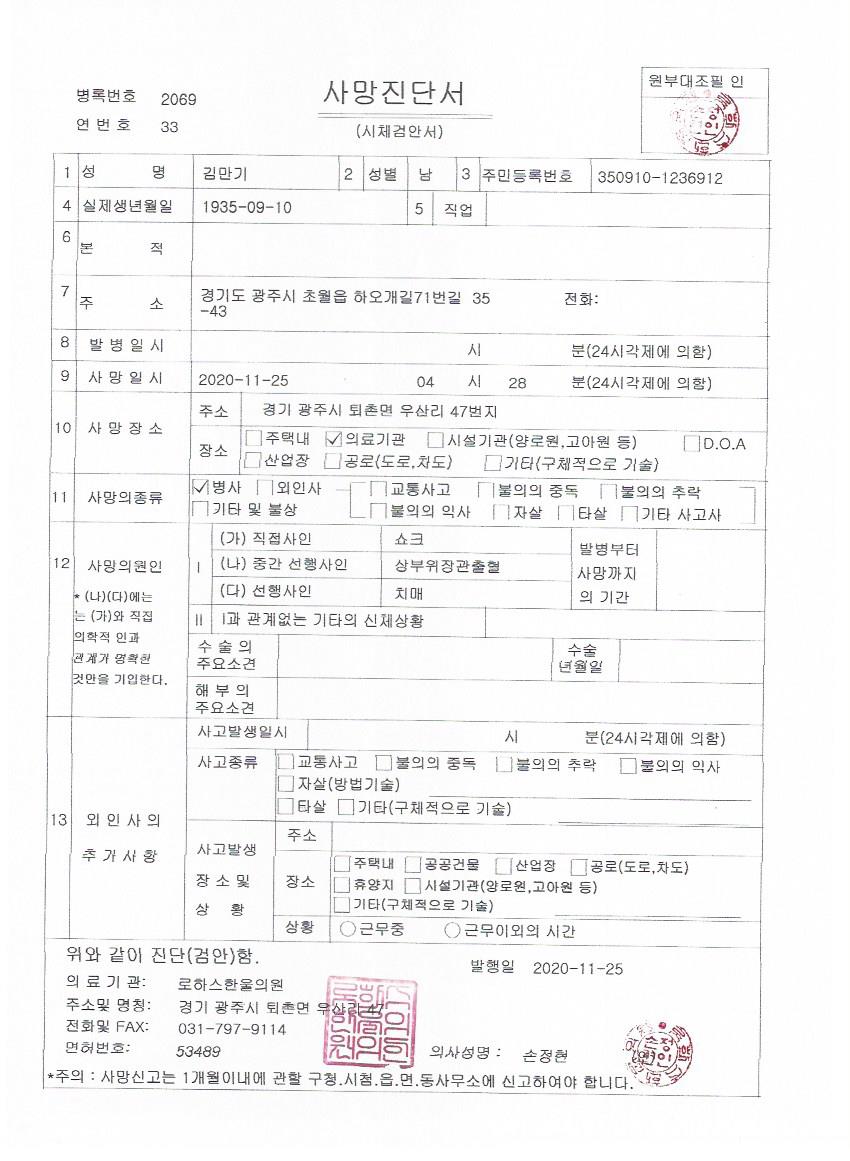 병록번호 2069
연 번 호 33
사망진단서
(시체검안서)
원부대조필 인
1 성 명 김만기 2 성별 남 3 주민등록번호 350910-1236912
4 실제생년월일 1935-09-10 5 직업
6 본 적
7 주 소 경기도 광주시 초월읍 하오개길71번길 35 전화:
-43
8 발 병 일 시 시 분(24시각제에 의함)
9 사 망 일 시 2020-11-25 04 시 28 분(24시각제에 의함)
10 사 망 장 소 주소 경기 광주시 퇴촌면 우산리 47번지
장소 주택내 의료기관 시설기관(양로원,고아원 등) D.O.A
산업장 공로(도로,차도) 기타(구체적으로 기술)
11 사망의종류 병사 외인사 교통사고 불의의 중독 불의의 추락
기타 및 불상 불의의 익사 자살 타살 기타 사고사
12 사망의원인
* (나)(다)에는
는 (가)와 직접
의학적 인과
관계가 명확한
것만을 기입한다.
I (가) 직접사인 쇼크
(나) 중간 선행사인 상부위장관출혈
(다) 선행사인 치매
발병부터
사망까지
의 기간
II I과 관계없는 기타의 신체상황
수 술 의
주요소견
수술
년월일
해 부 의
주요소견
13 외 인 사 의
추 가 사 항
사고발생일시 시 분(24시각제에 의함)
사고종류 교통사고 불의의 중독 불의의 추락 불의의 익사
자살(방법기술)
타살 기타(구체적으로 기술)
사고발생
장 소 및
상 황
주소
장소 주택내 공공건물 산업장 공로(도로,차도)
휴양지 시설기관(양로원,고아원 등)
기타(구체적으로 기술)
상황 근무중 근무이외의 시간
위와 같이 진단(검안)함.
발행일 2020-11-25
의 료 기 관: 로하스한울의원
주소및 명칭: 경기 광주시 퇴촌면 우산리 47
전화및 FAX: 031-797-9114
면허번호: 53489 의사성명 : 손정현
*주의 : 사망신고는 1개월이내에 관할 구청.시청.읍.면.동사무소에 신고하여야 합니다.